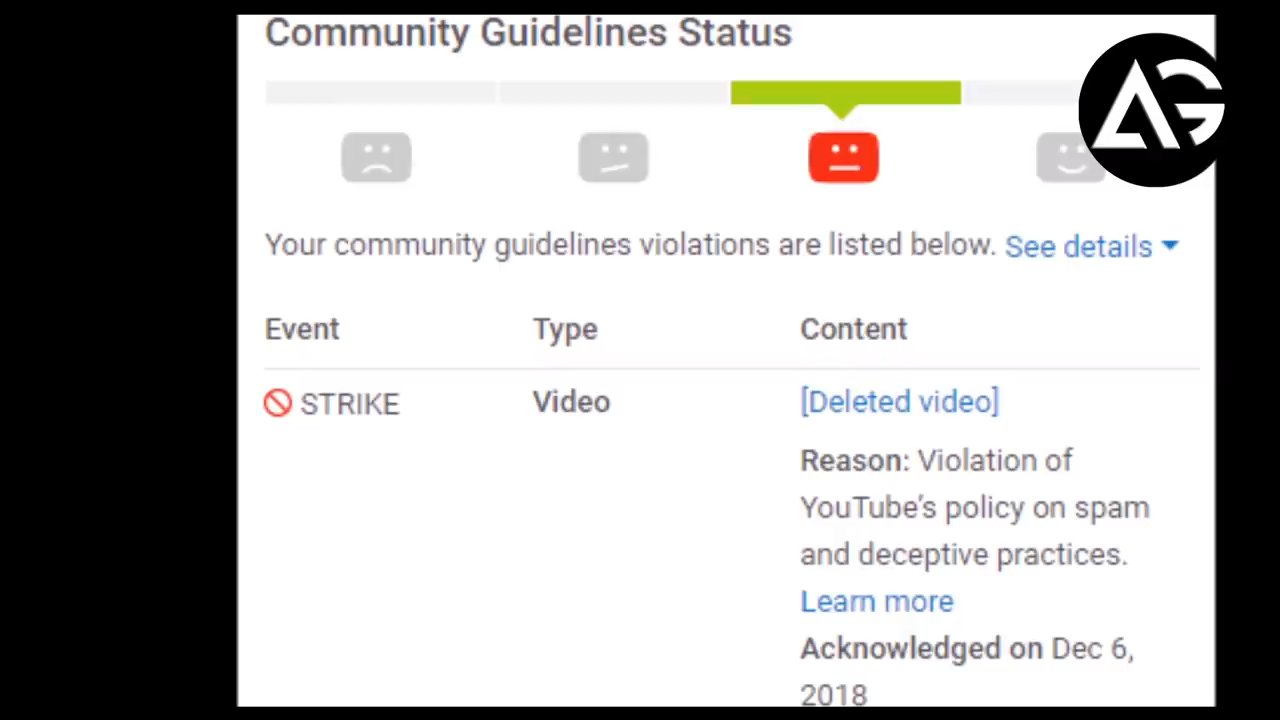 Community Guidelines Status
AG
Your community guidelines violations are listed below. See details
Event Type Content
STRIKE Video [Deleted video]
Reason: Violation of
YouTube's policy on spam
and deceptive practices.
Learn more
Acknowledged on Dec 6,
2018